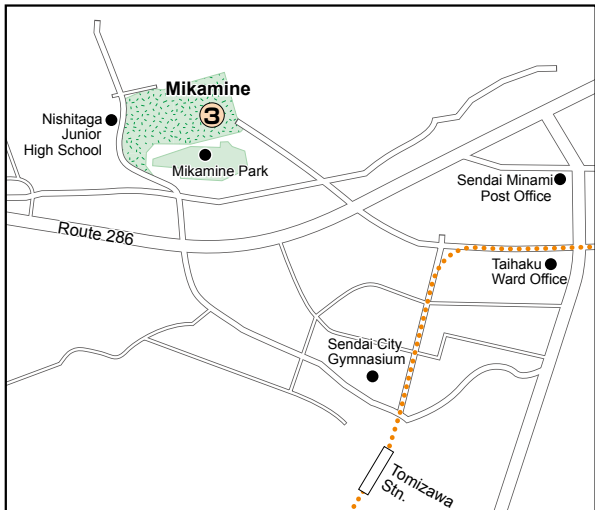 Mikamine
3
Nishitaga
Junior
High School
Mikamine Park
Sendai Minami
Post Office
Route 286
Taihaku
Ward Office
Sendai City
Gymnasium
Tomizawa
Stn.